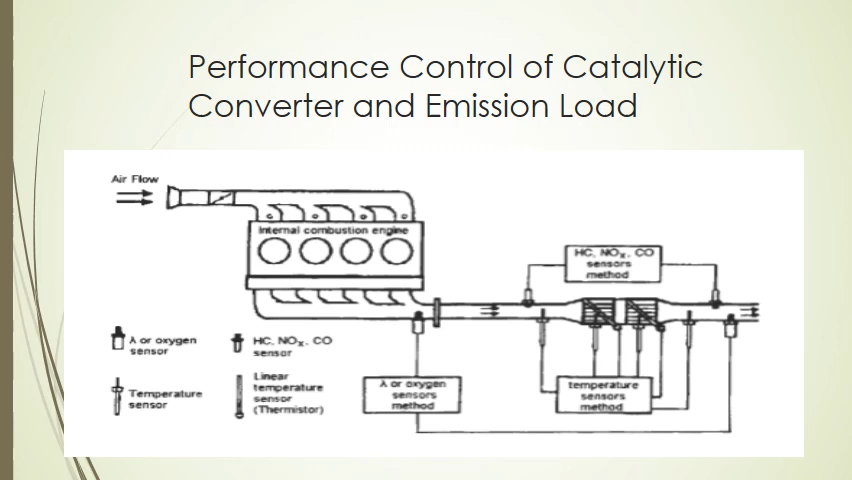 Performance Control of Catalytic
Converter and Emission Load
Air Flow
Internal combustion engine
HC, NOx, CO
sensors
method
λ or oxygen
sensor
HC, NOx, CO
sensor
Temperature
sensor
Linear
temperature
sensor
(Thermistor)
λ or oxygen
sensors
method
temperature
sensors
method